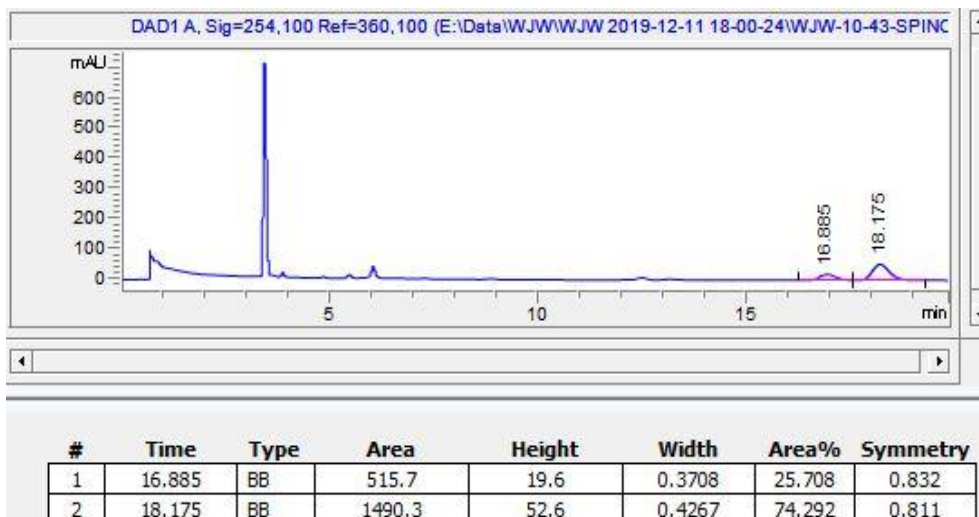 DAD1 A, Sig=254,100 Ref=360,100 (E:\Data\WJW\WJW 2019-12-11 18-00-24\WJW-10-43-SPINC
mAU
600
500
400
300
200
100
0
16.885
18.175
5 10 15 min
# Time Type Area Height Width Area% Symmetry
1 16.885 BB 515.7 19.6 0.3708 25.708 0.832
2 18.175 BB 1490.3 52.6 0.4267 74.292 0.811